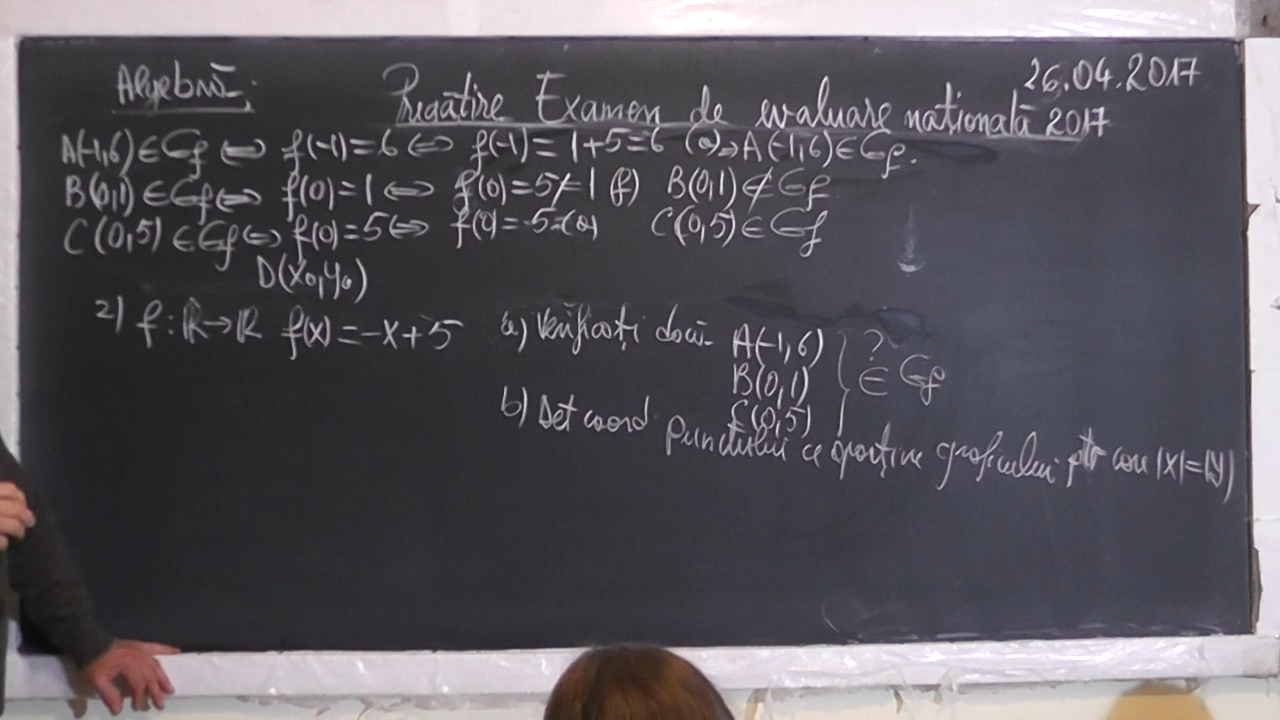 Algebră:
Pregătire Examen de evaluare națională 2017
26.04.2017
A(-1,6)∈Gf ⇔ f(-1)=6 ⇔ f(-1)=1+5=6 (a)⇒A(-1,6)∈Gf.
B(0,1)∈Gf⇔ f(0)=1⇔ f(0)=5≠1 (f) B(0,1)∉Gf
C(0,5)∈Gf⇔ f(0)=5⇔ f(0)=5=(a) C(0,5)∈Gf
D(x₀,y₀)
2) f:ℝ→ℝ f(x)=-x+5 a) Verificați dacă A(-1,6)
B(0,1) ?∈ Gf
C(0,5)
b) Det coord punctului ce aparține graficului ptr care |x|=|y|